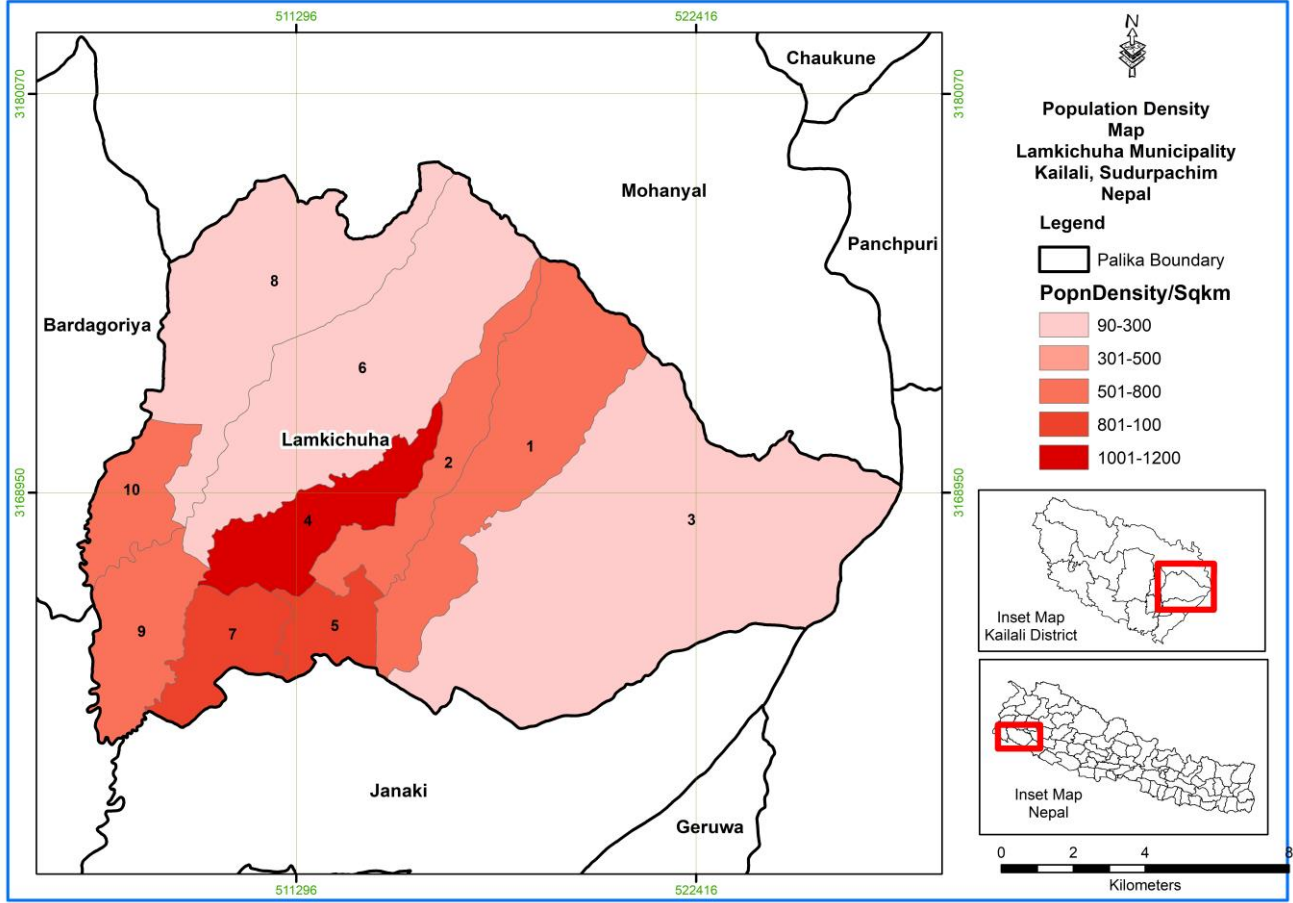 511296
522416
3180070
3180070
Chaukune
Mohanyal
Panchpuri
8
Bardagoriya
6
Lamkichuha
1
2
10
3168950
3168950
4
3
9
7
5
Janaki
Geruwa
511296
522416
N
Population Density
Map
Lamkichuha Municipality
Kailali, Sudurpachim
Nepal
Legend
Palika Boundary
PopnDensity/Sqkm
90-300
301-500
501-800
801-100
1001-1200
Inset Map
Kailali District
Inset Map
Nepal
0 2 4 8
Kilometers